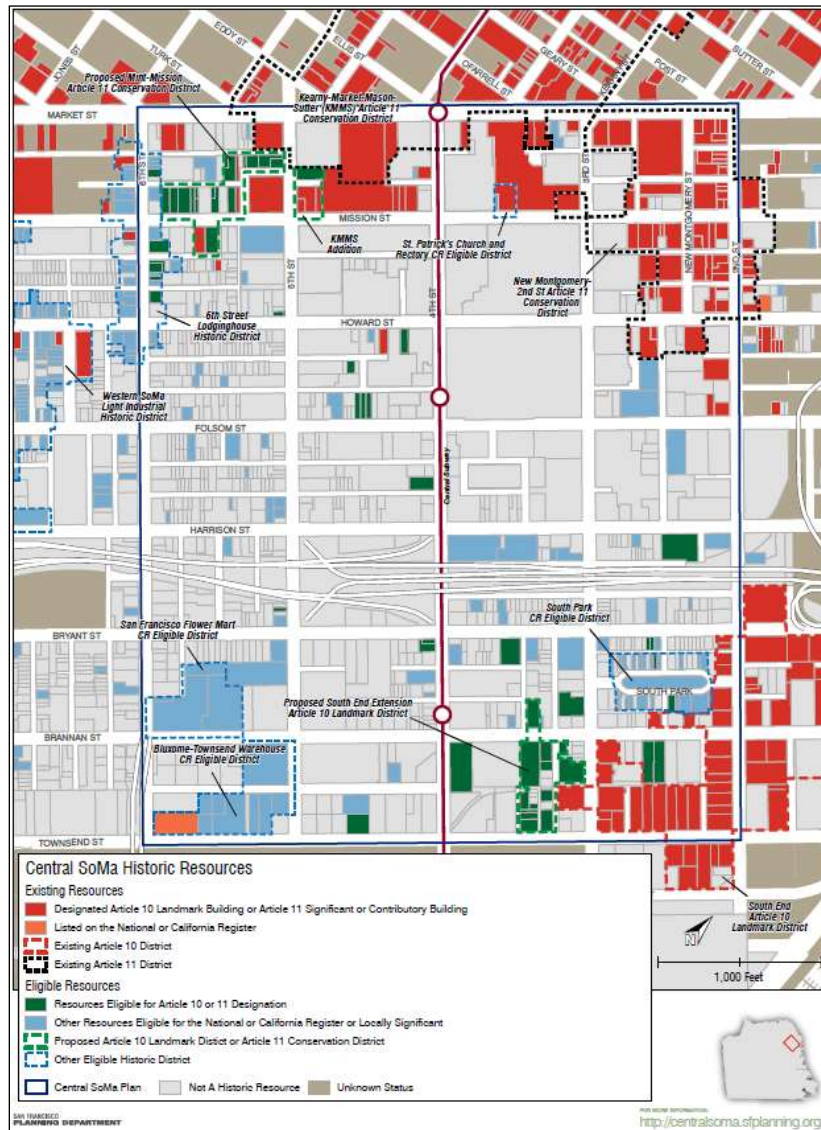 JONES ST
TURK ST
EDDY ST
ELLIS ST
OFARRELL ST
GEARY ST
KEARNY ST
POST ST
SUTTER ST
Proposed Mint-Mission
Article 11 Conservation District
Kearny-Market-Mason-
Sutter (KMMS) Article 11
Conservation District
MARKET ST
6TH ST
3RD ST
NEW MONTGOMERY ST
2ND ST
MISSION ST
KMMS
Addition
St. Patrick's Church and
Rectory CR Eligible District
5TH ST
4TH ST
New Montgomery-
2nd St Article 11
Conservation
District
6th Street
Lodginghouse
Historic District
HOWARD ST
Western SoMa
Light Industrial
Historic District
FOLSOM ST
Central Subway
HARRISON ST
San Francisco Flower Mart
CR Eligible District
South Park
CR Eligible District
BRYANT ST
SOUTH PARK
Proposed South End Extension
Article 10 Landmark District
BRANNAN ST
Bluxome-Townsend Warehouse
CR Eligible District
TOWNSEND ST
South End
Article 10
Landmark District
N
1,000 Feet
Central SoMa Historic Resources
Existing Resources
Designated Article 10 Landmark Building or Article 11 Significant or Contributory Building
Listed on the National or California Register
Existing Article 10 District
Existing Article 11 District
Eligible Resources
Resources Eligible for Article 10 or 11 Designation
Other Resources Eligible for the National or California Register or Locally Significant
Proposed Article 10 Landmark Distict or Article 11 Conservation District
Other Eligible Historic District
Central SoMa Plan
Not A Historic Resource
Unknown Status
SAN FRANCISCO
PLANNING DEPARTMENT
FOR MORE INFORMATION:
http://centralsoma.sfplanning.org